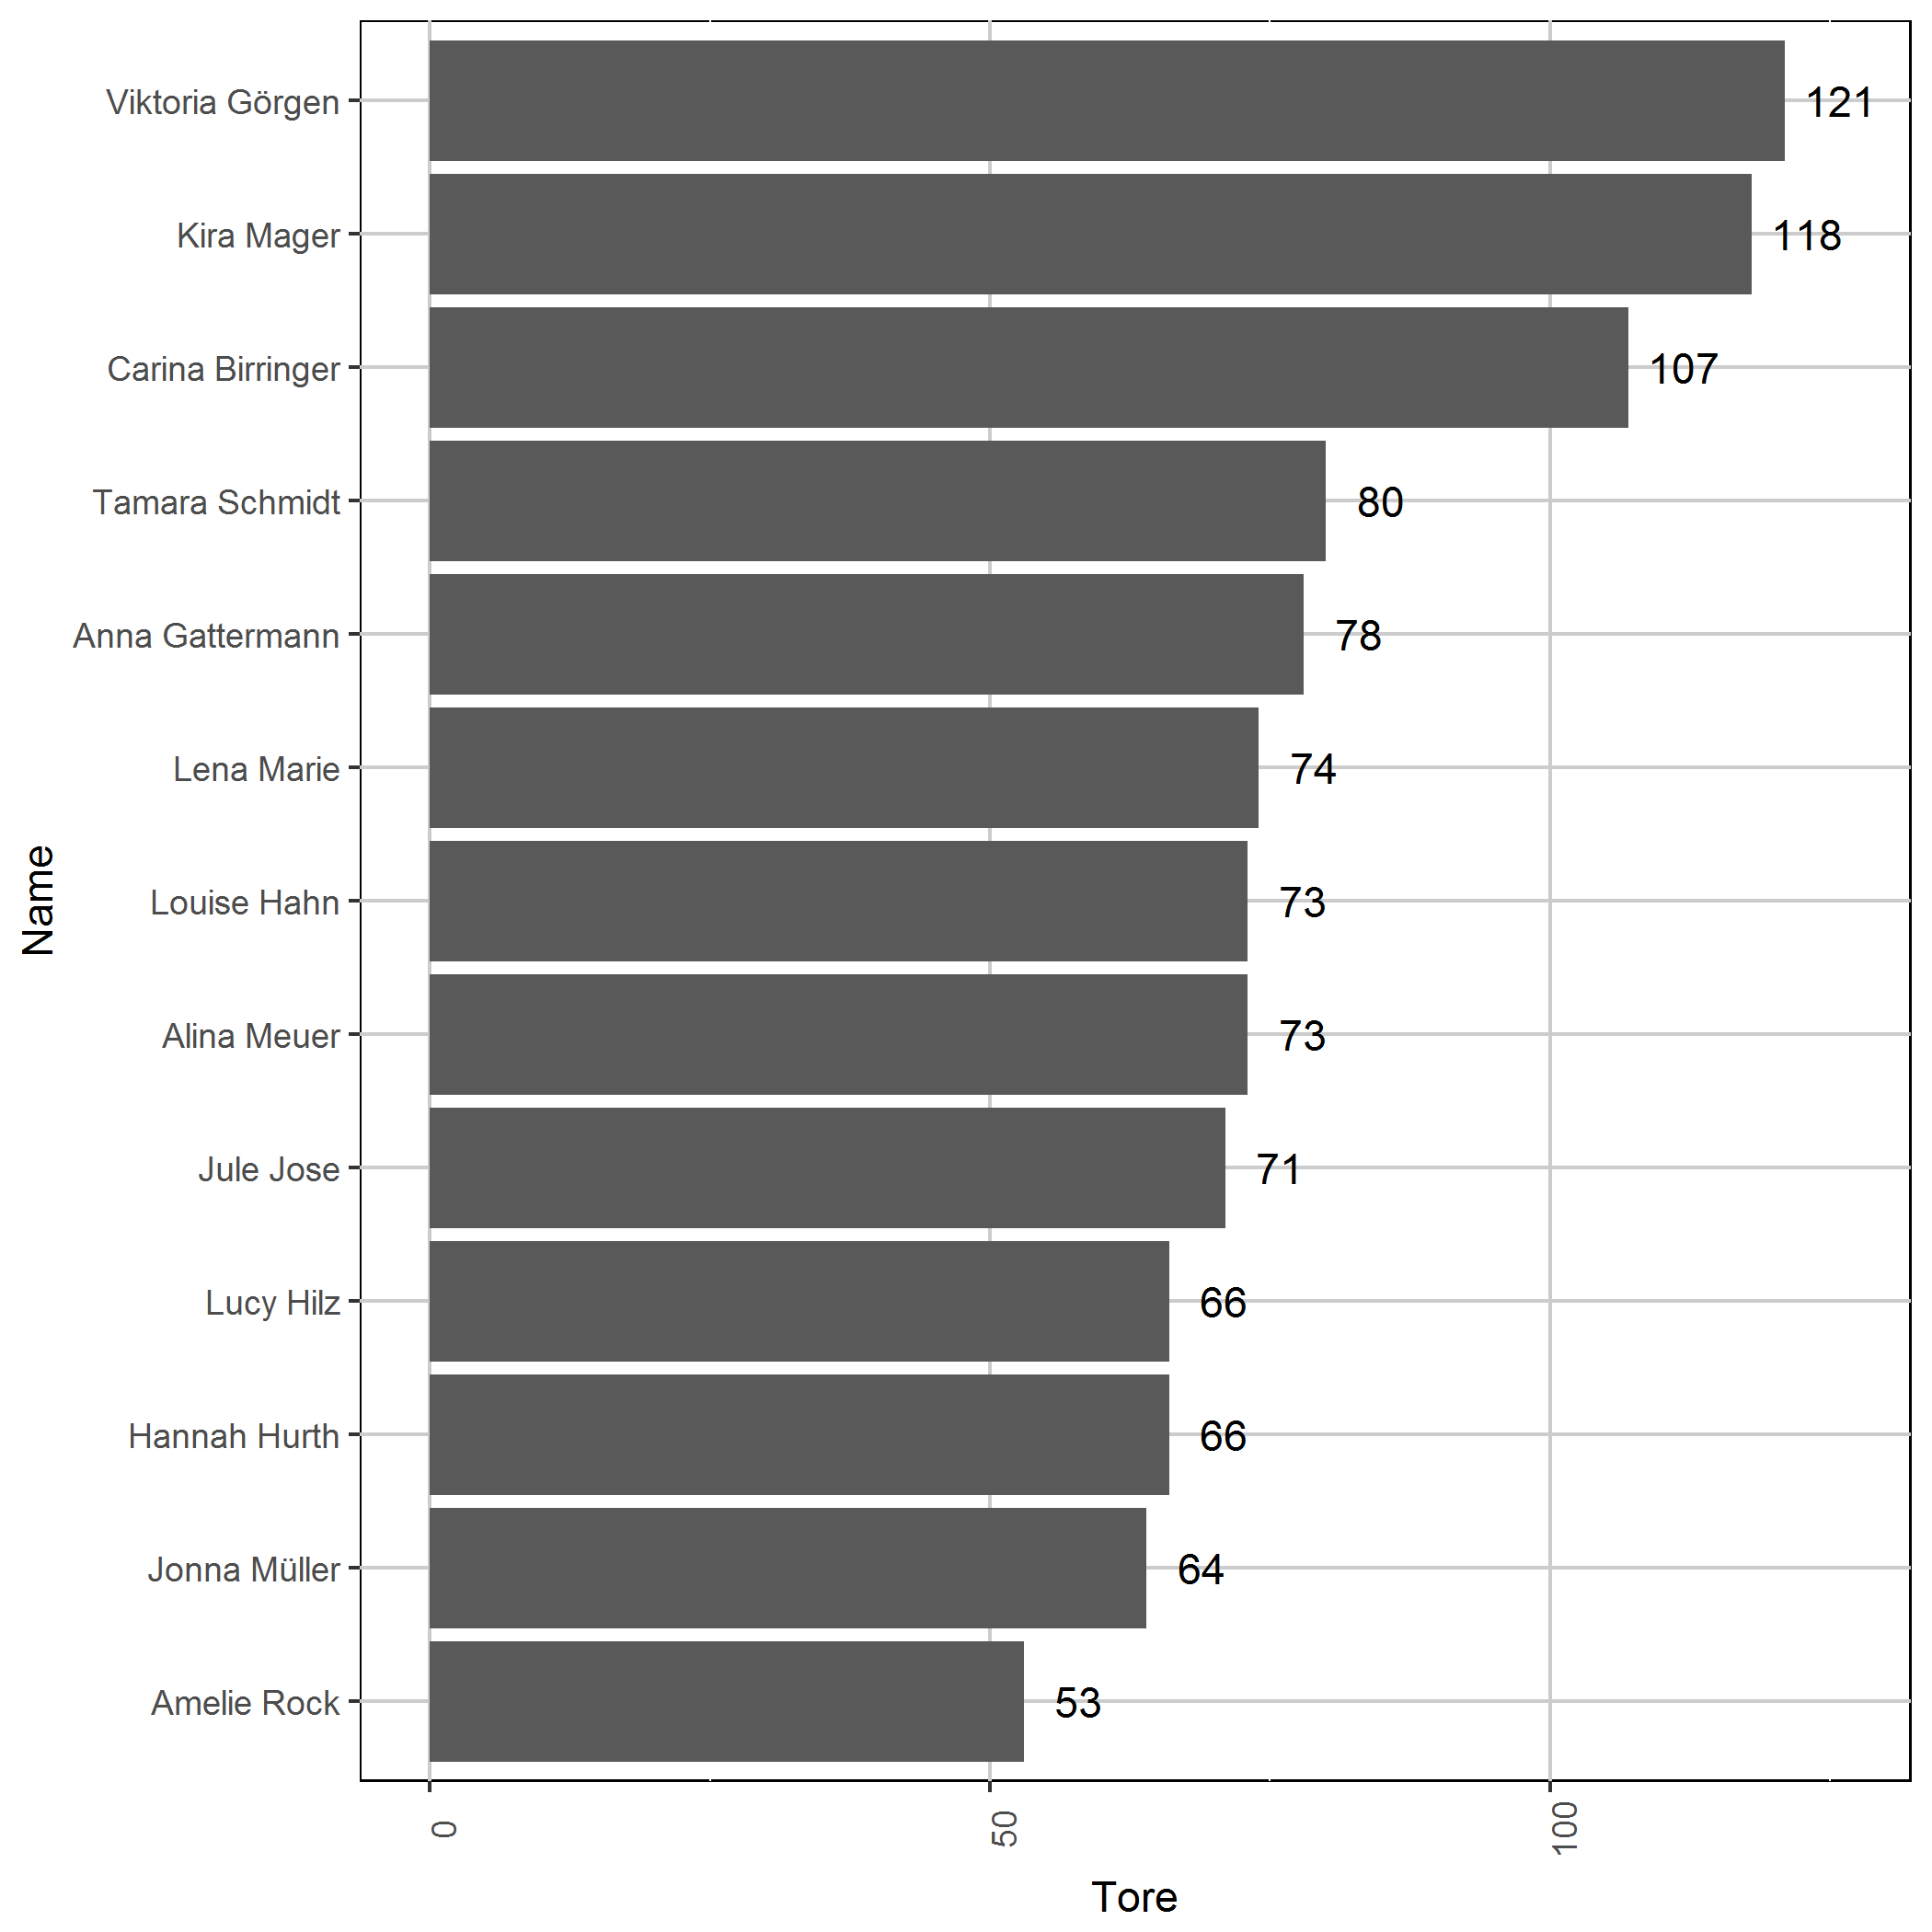 Viktoria Görgen 121
Kira Mager 118
Carina Birringer 107
Tamara Schmidt 80
Anna Gattermann 78
Lena Marie 74
Louise Hahn 73
Alina Meuer 73
Jule Jose 71
Lucy Hilz 66
Hannah Hurth 66
Jonna Müller 64
Amelie Rock 53
Name
0 50 100
Tore